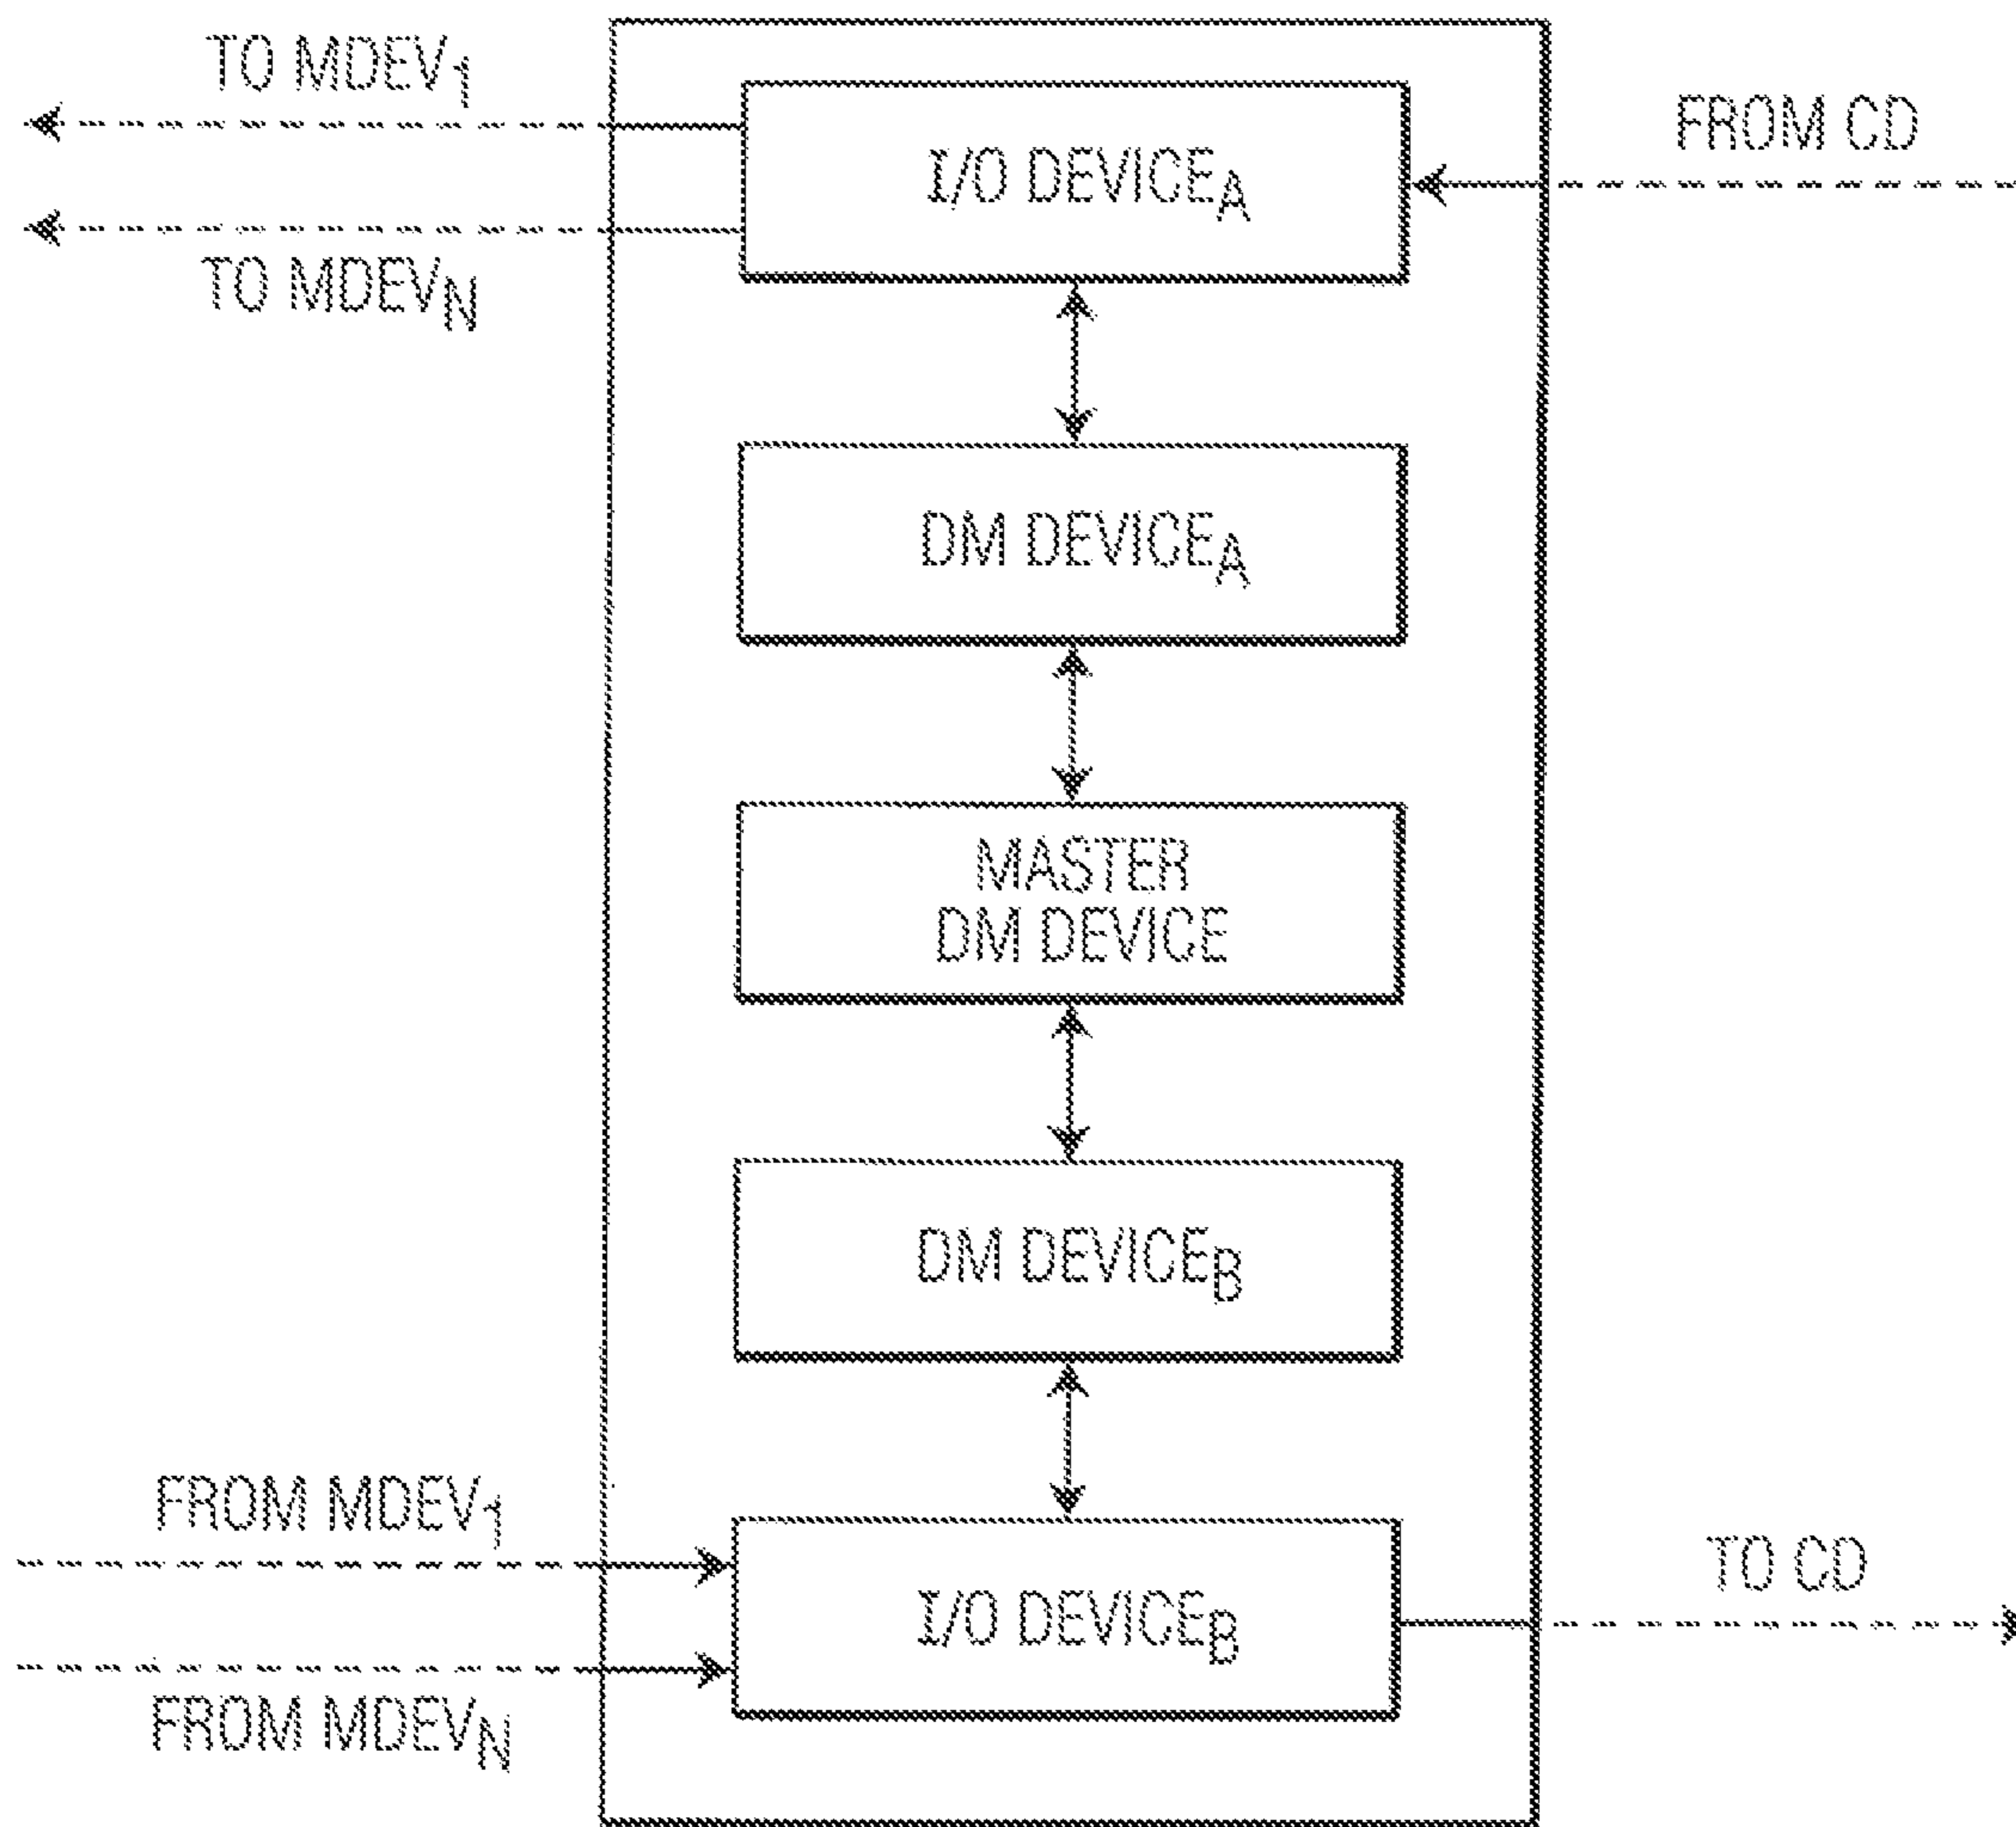 TO MDEV1
FROM CD
I/O DEVICEA
TO MDEVN
DM DEVICEA
MASTER
DM DEVICE
DM DEVICEB
FROM MDEV1
TO CD
I/O DEVICEB
FROM MDEVN